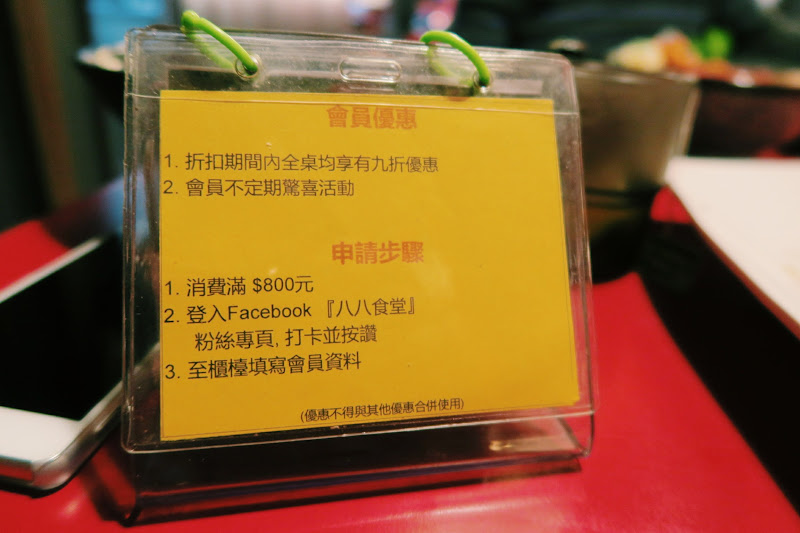 會員優惠
1. 折扣期間內全桌均享有九折優惠
2. 會員不定期驚喜活動
申請步驟
1. 消費滿 $800元
2. 登入Facebook 『八八食堂』
粉絲專頁, 打卡並按讚
3. 至櫃檯填寫會員資料
(優惠不得與其他優惠合併使用)